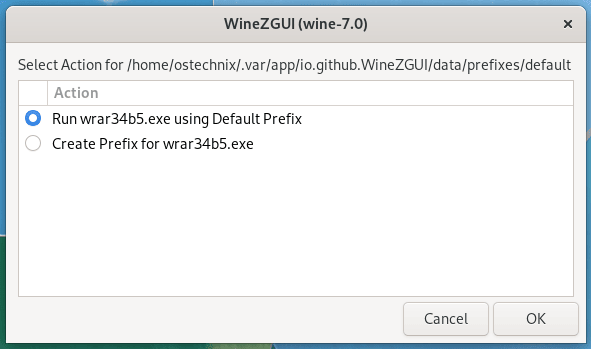 WineZGUI (wine-7.0)
Select Action for /home/ostechnix/.var/app/io.github.WineZGUI/data/prefixes/default
Action
Run wrar34b5.exe using Default Prefix
Create Prefix for wrar34b5.exe
Cancel OK